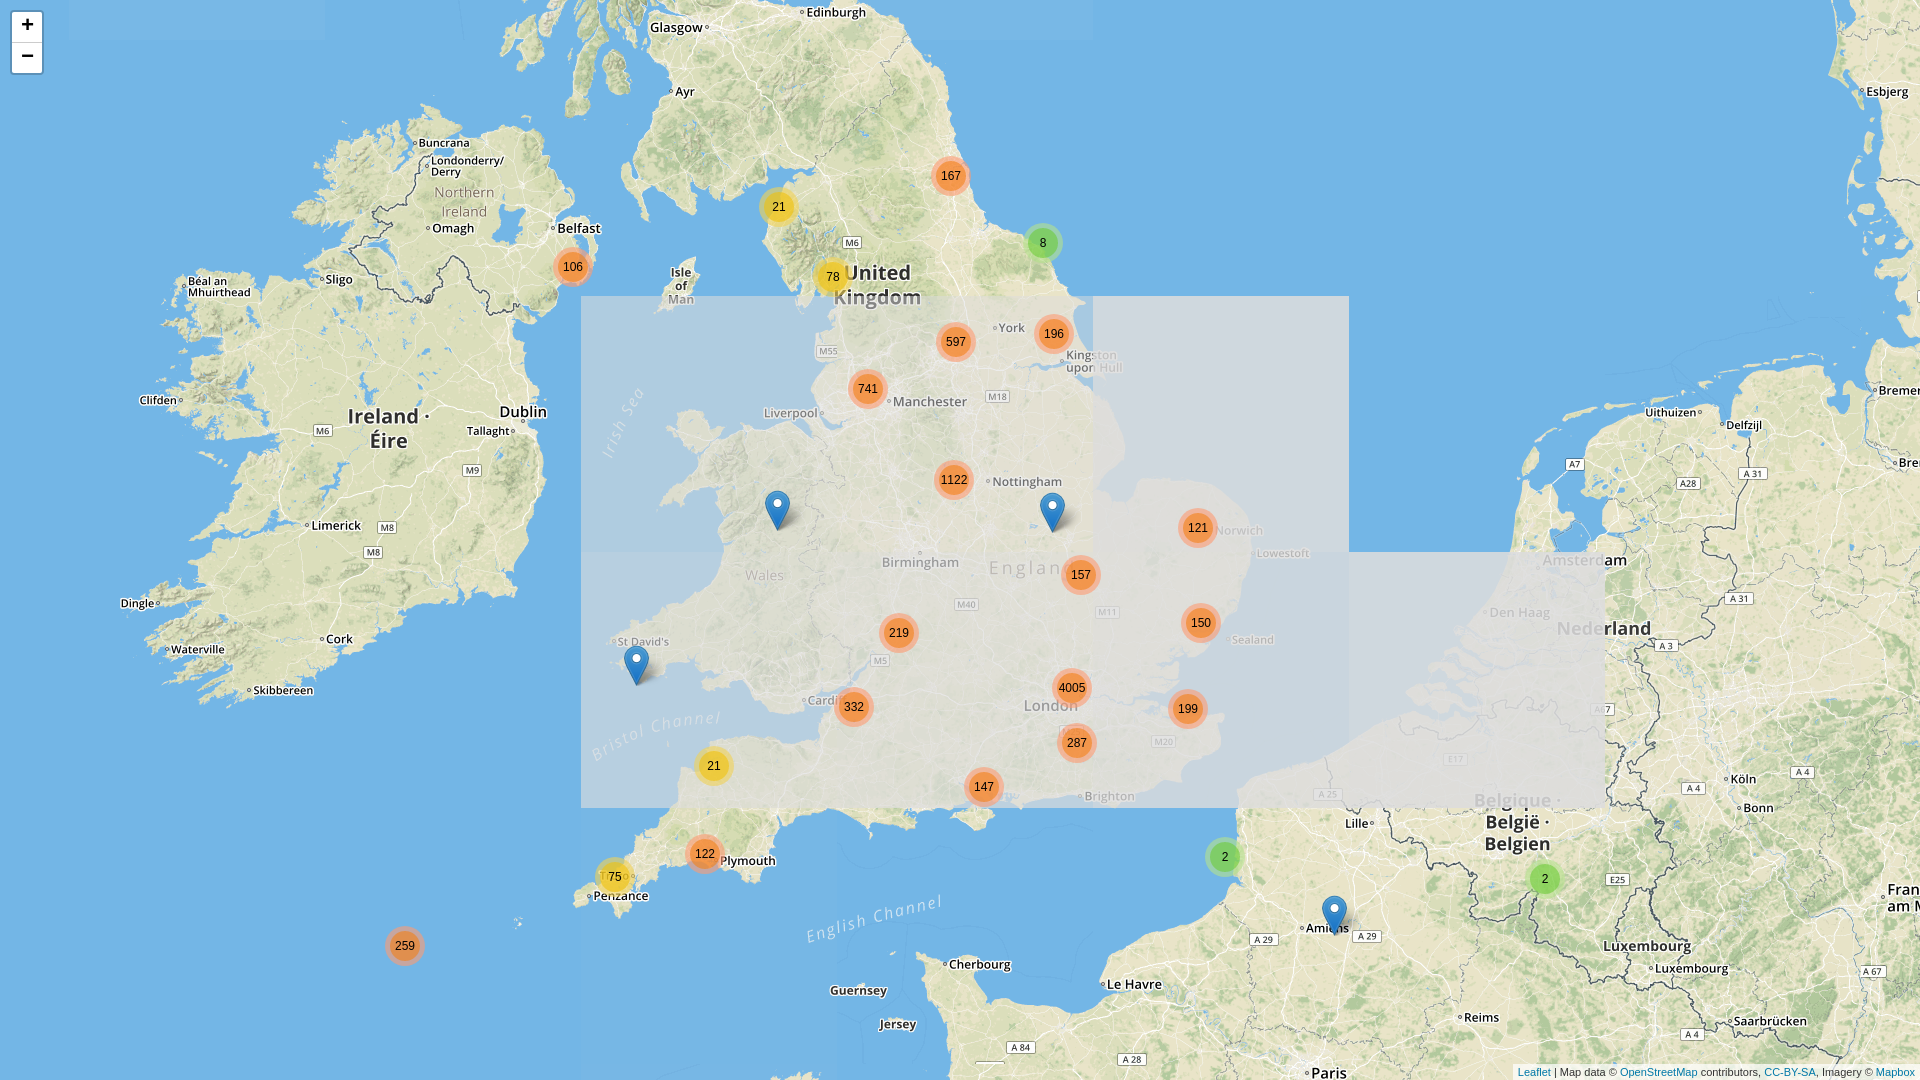 +
−
Edinburgh
Glasgow
Ayr
Esbjerg
Buncrana
Londonderry/
Derry
167
Northern
Ireland
21
Omagh
Belfast
8
M6
106
78
United
Kingdom
Isle
of
Man
Sligo
Béal an
Mhuirthead
York
196
597
M55
Kingston
upon Hull
741
Manchester
M18
Bremer
Clifden
Liverpool
Irish Sea
Ireland ·
Éire
Dublin
Tallaght
M6
Uithuizen
Delfzijl
A7
A 31
Bre
M9
1122
Nottingham
A28
Limerick
M8
M8
121
Norwich
Lowestoft
Birmingham
England
157
Wales
Amsterdam
A 31
Den Haag
Nederland
Dingle
M40
M11
150
Sealand
219
Cork
St David's
Waterville
M5
A 3
Skibbereen
4005
Cardiff
332
London
199
Bristol Channel
287
M20
E17
21
147
Brighton
A 25
Köln
A 4
A 4
Bonn
Belgique ·
België ·
Belgien
Lille
122
Plymouth
2
75
Penzance
2
E25
English Channel
Amiens
A 29
A 29
Fran
am M
259
Luxembourg
Luxembourg
Cherbourg
A 67
Le Havre
Guernsey
Jersey
Reims
Saarbrücken
A 84
A 28
A 4
Paris
Leaflet | Map data © OpenStreetMap contributors, CC-BY-SA, Imagery © Mapbox